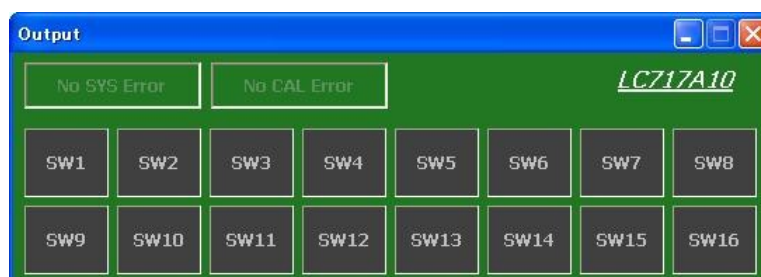 Output
No SYS Error No CAL Error LC717A10
SW1 SW2 SW3 SW4 SW5 SW6 SW7 SW8
SW9 SW10 SW11 SW12 SW13 SW14 SW15 SW16